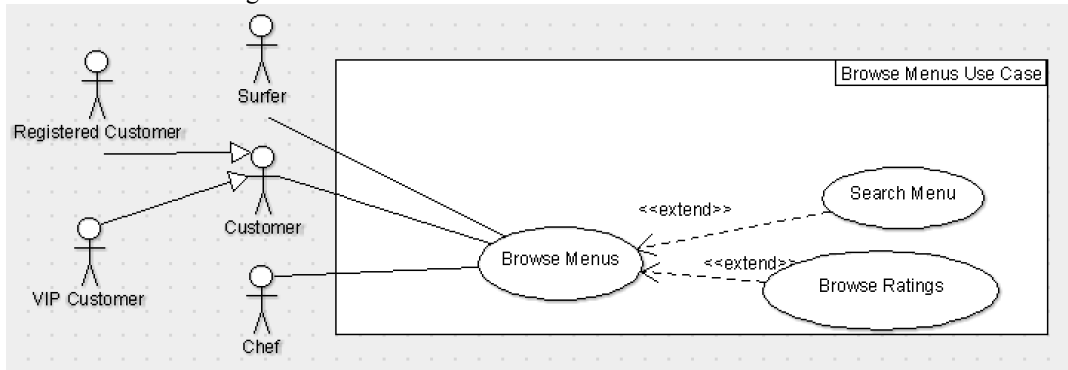 Browse Menus Use Case
Surfer
Registered Customer
Search Menu
<<extend>>
Customer
Browse Menus
<<extend>>
Browse Ratings
VIP Customer
Chef